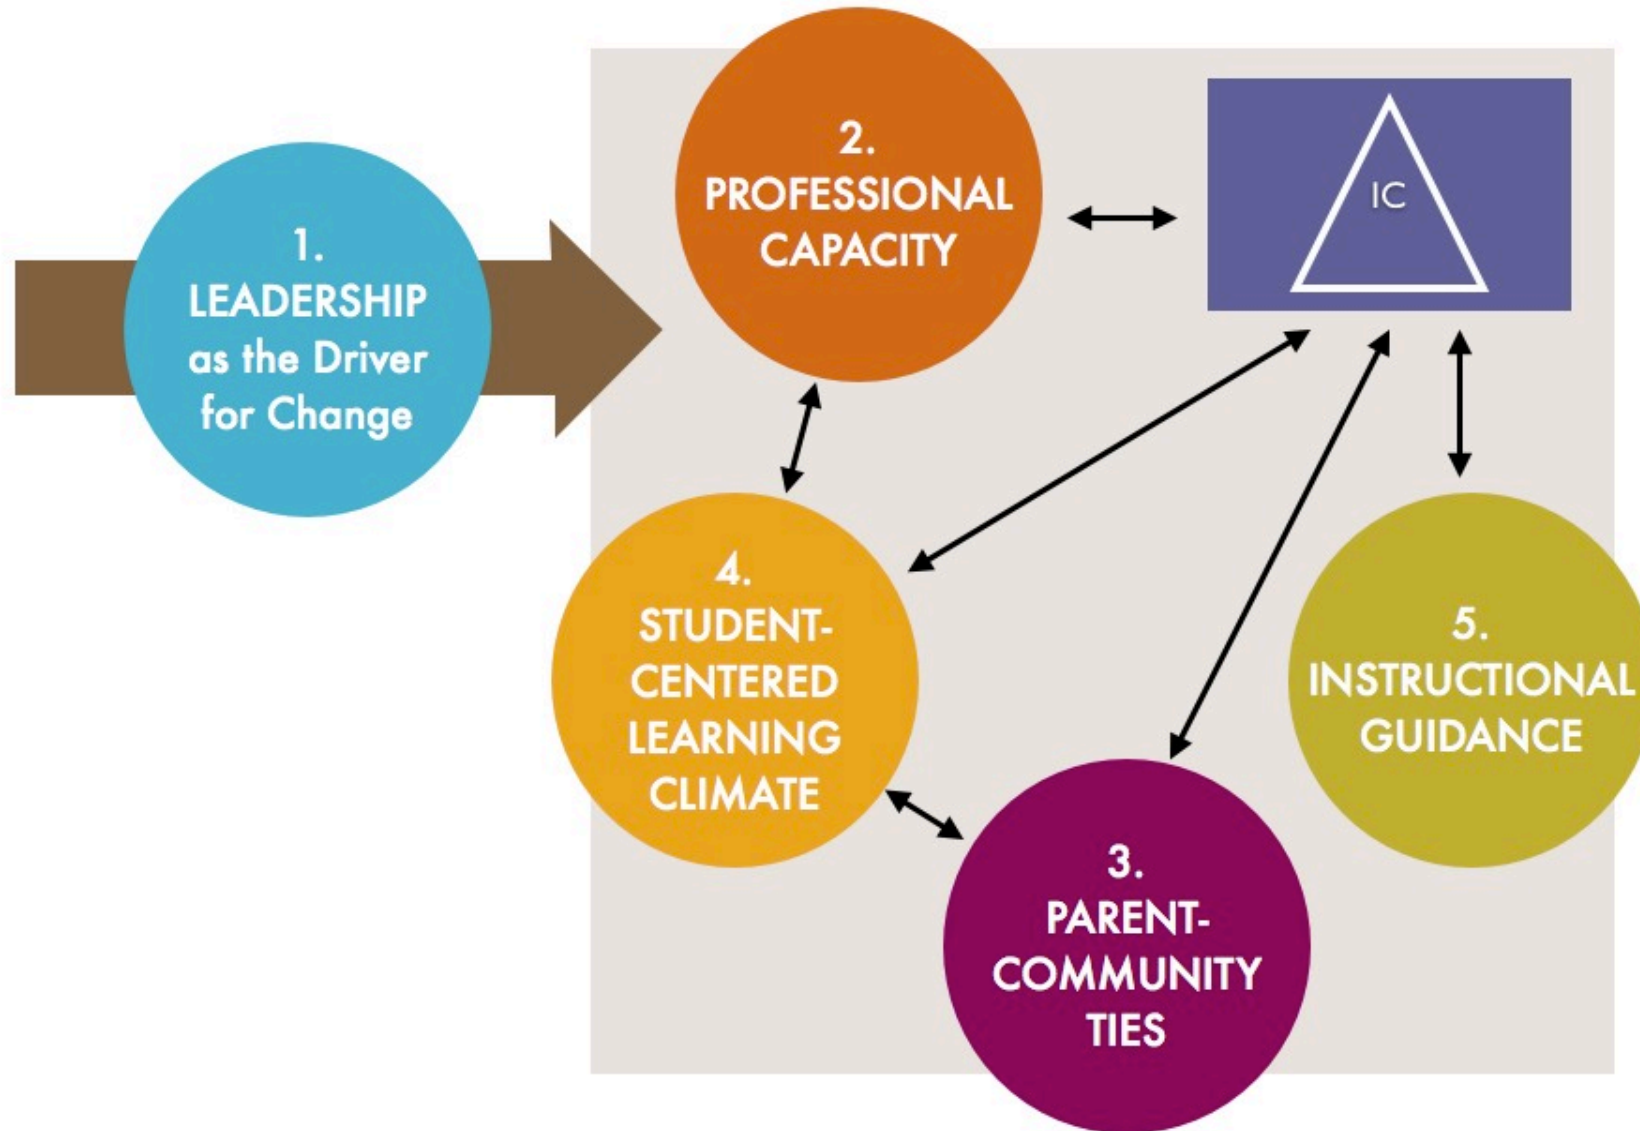 1.
LEADERSHIP
as the Driver
for Change
2.
PROFESSIONAL
CAPACITY
IC
4.
STUDENT-
CENTERED
LEARNING
CLIMATE
3.
PARENT-
COMMUNITY
TIES
5.
INSTRUCTIONAL
GUIDANCE